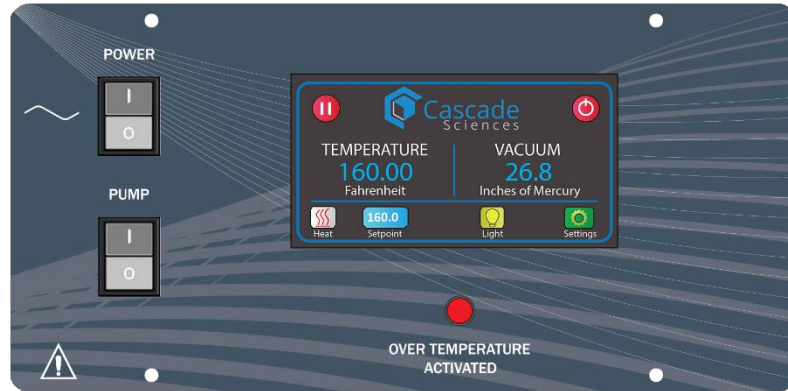 POWER
I
O
PUMP
I
O
Cascade
Sciences
TEMPERATURE
160.00
Fahrenheit
VACUUM
26.8
Inches of Mercury
Heat
160.0
Setpoint
Light
Settings
OVER TEMPERATURE
ACTIVATED